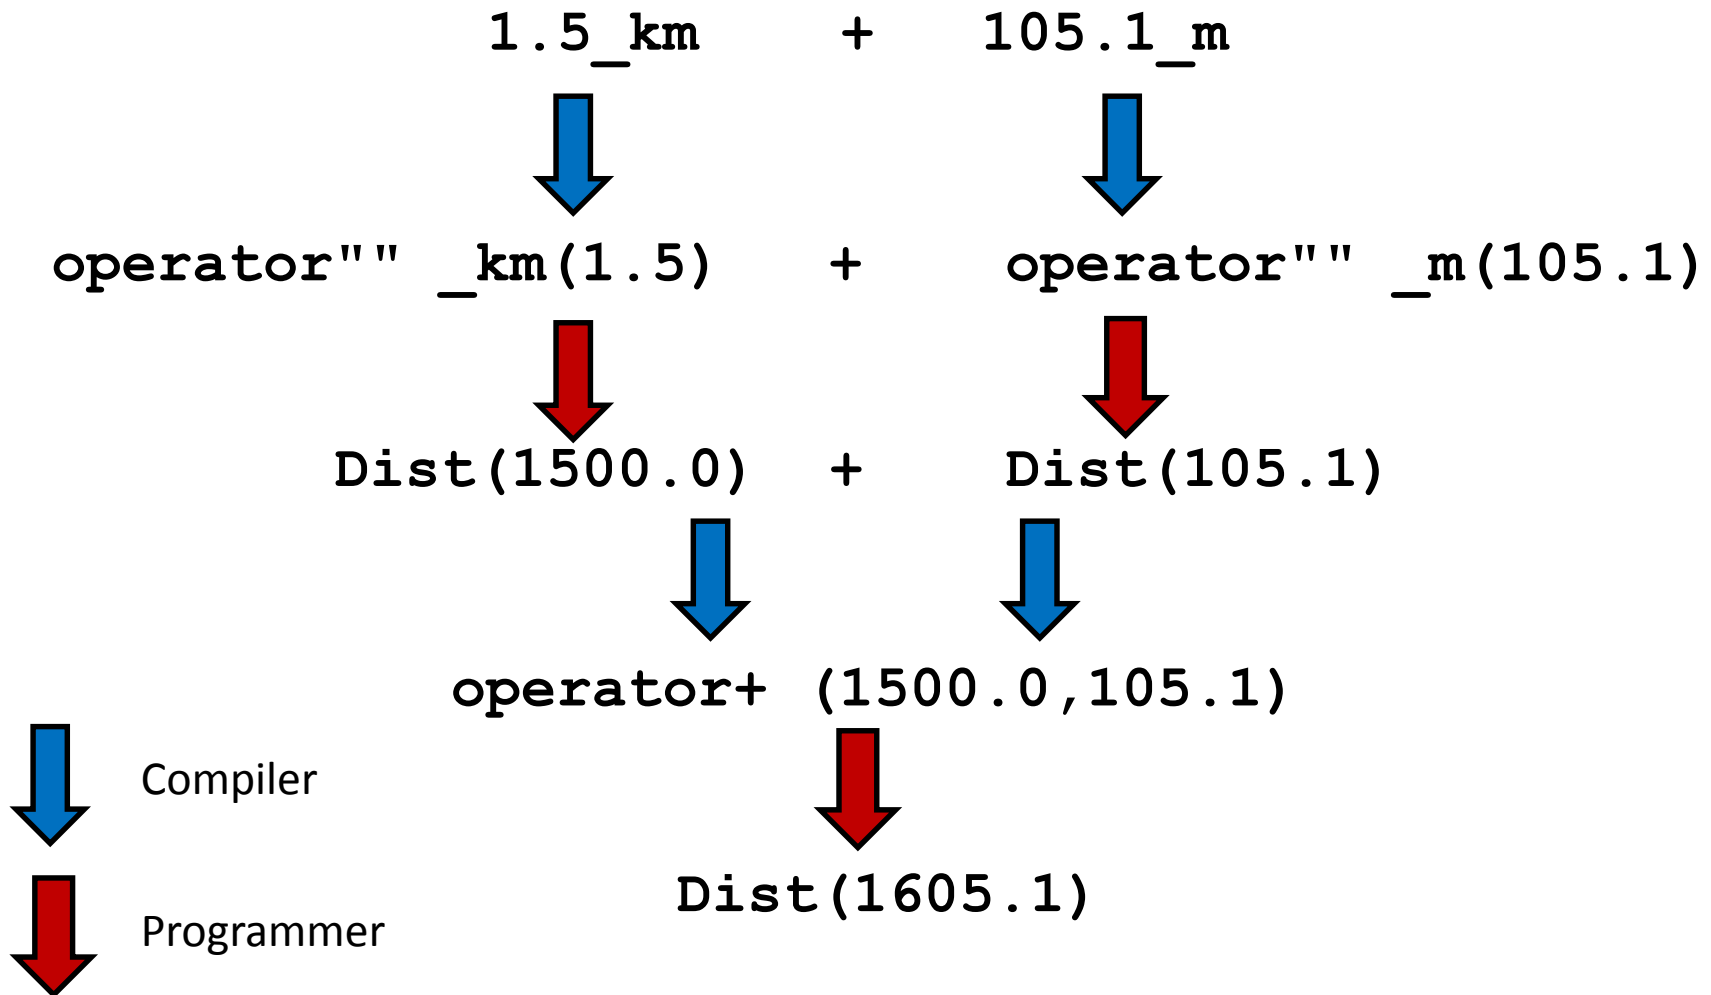 1.5_km + 105.1_m
operator"" _km(1.5) + operator"" _m(105.1)
Dist(1500.0) + Dist(105.1)
operator+ (1500.0,105.1)
Compiler
Dist(1605.1)
Programmer